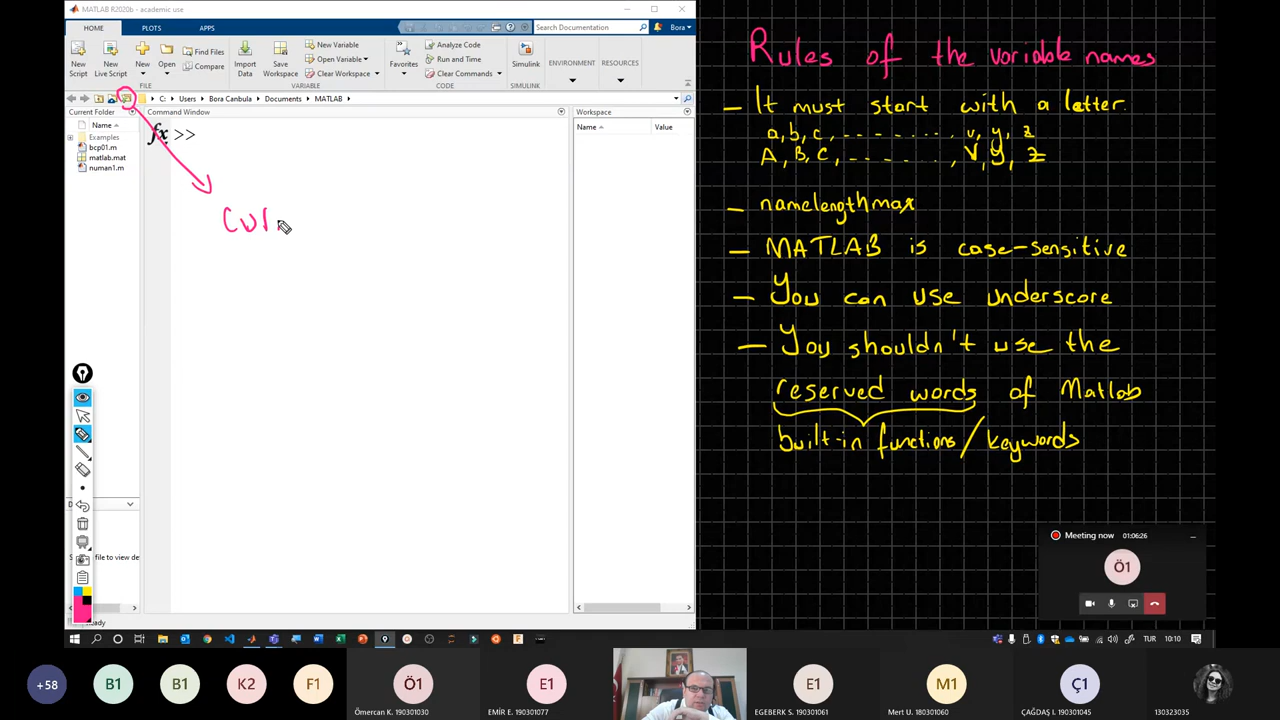 MATLAB R2020b - academic use
HOME PLOTS APPS
Search Documentation
Bora
New Script
New Live Script
New
Open
Find Files
Compare
FILE
Import Data
Save Workspace
New Variable
Open Variable
Clear Workspace
VARIABLE
Favorites
Analyze Code
Run and Time
Clear Commands
CODE
Simulink
SIMULINK
ENVIRONMENT
RESOURCES
C: Users Bora Canbula Documents MATLAB
Current Folder
Name
Examples
bcp01.m
matlab.mat
numan1.m
Command Window
fx >>
Cur
Workspace
Name Value
file to view de
Rules of the variable names
- It must start with a letter.
a, b, c, ........, v, y, z
A, B, C, ........, V, Y, Z
- namelengthmax
- MATLAB is case-sensitive
- You can use underscore
- You shouldn't use the
reserved words of Matlab
built-in functions / keywords
Meeting now 01:06:26
Ö1
TUR 10:10
+58 B1 B1 K2 F1 Ö1 E1 E1 M1 Ç1
Ömercan K. 190301030
EMİR E. 190301077
EGEBERK S. 190301061
Mert U. 180301060
ÇAĞDAŞ İ. 190301045
130323035